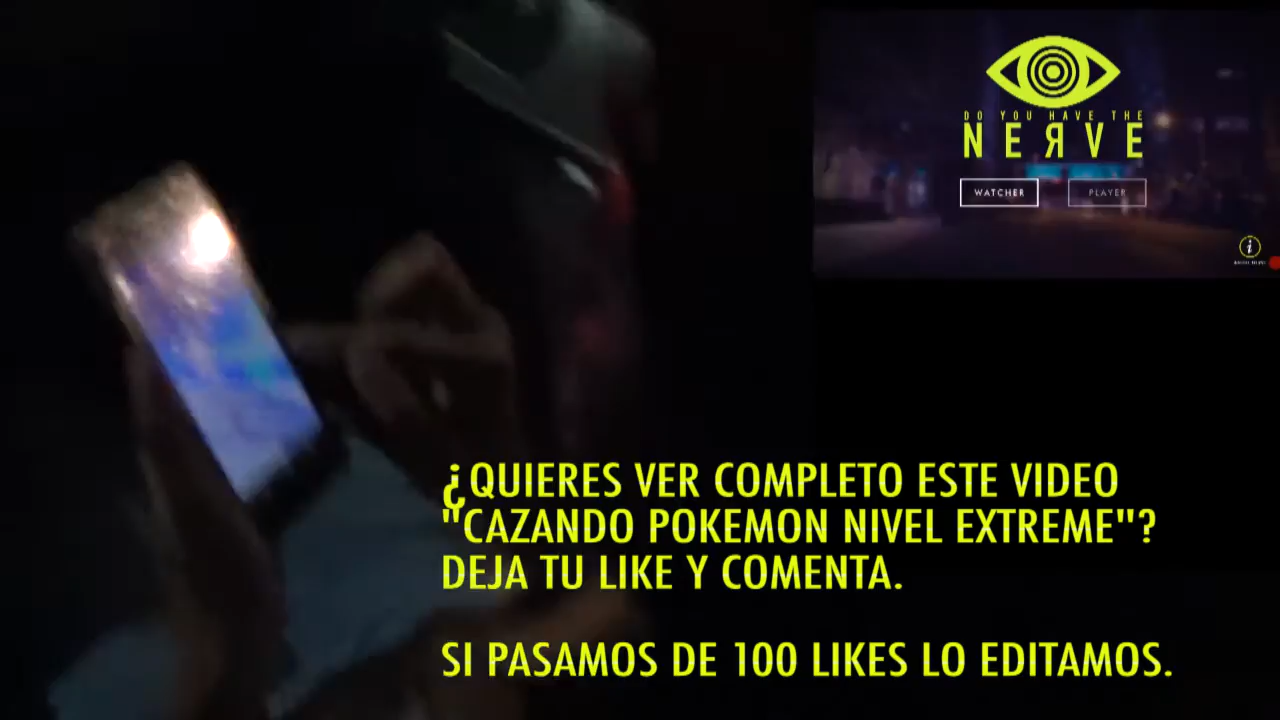 DO YOU HAVE THE
NERVE
WATCHER
PLAYER
¿QUIERES VER COMPLETO ESTE VIDEO
"CAZANDO POKEMON NIVEL EXTREME"?
DEJA TU LIKE Y COMENTA.
SI PASAMOS DE 100 LIKES LO EDITAMOS.